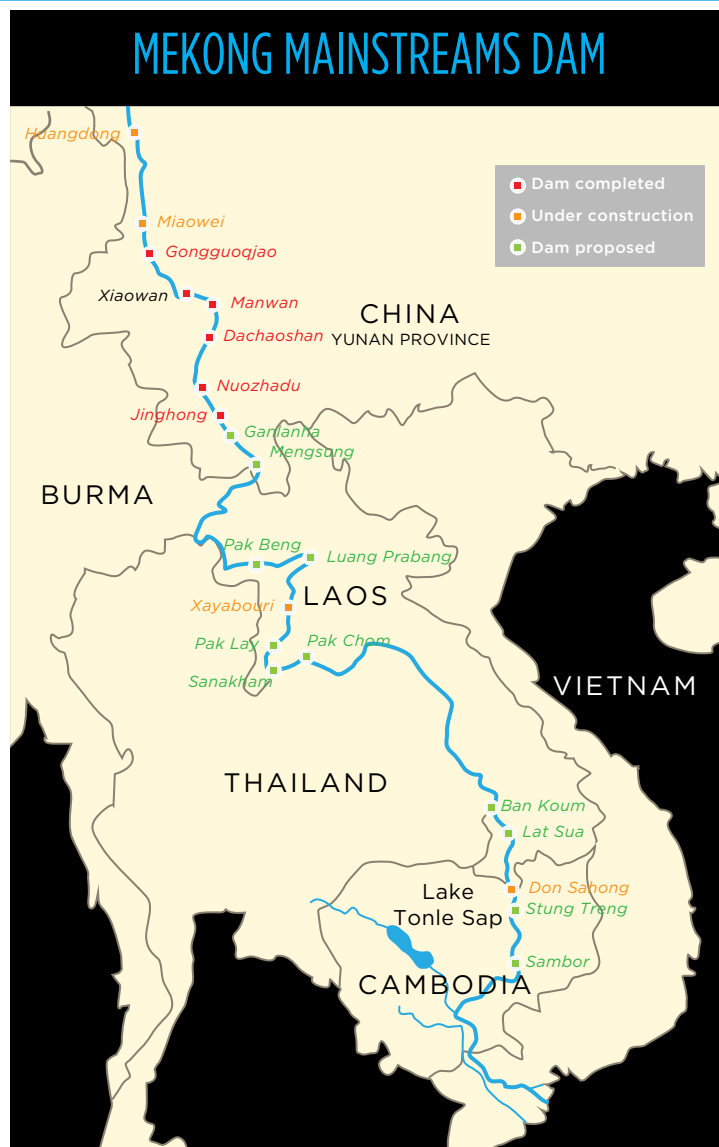 MEKONG MAINSTREAMS DAM
Huangdong
Dam completed
Under construction
Dam proposed
Miaowei
Gongguoqjao
Xiaowan
Manwan
CHINA
YUNAN PROVINCE
Dachaoshan
Nuozhadu
Jinghong
Ganlanha
Mengsung
BURMA
Pak Beng
Luang Prabang
Xayabouri
LAOS
Pak Lay
Pak Chom
Sanakham
VIETNAM
THAILAND
Ban Koum
Lat Sua
Don Sahong
Lake
Tonle Sap
Stung Treng
Sambor
CAMBODIA